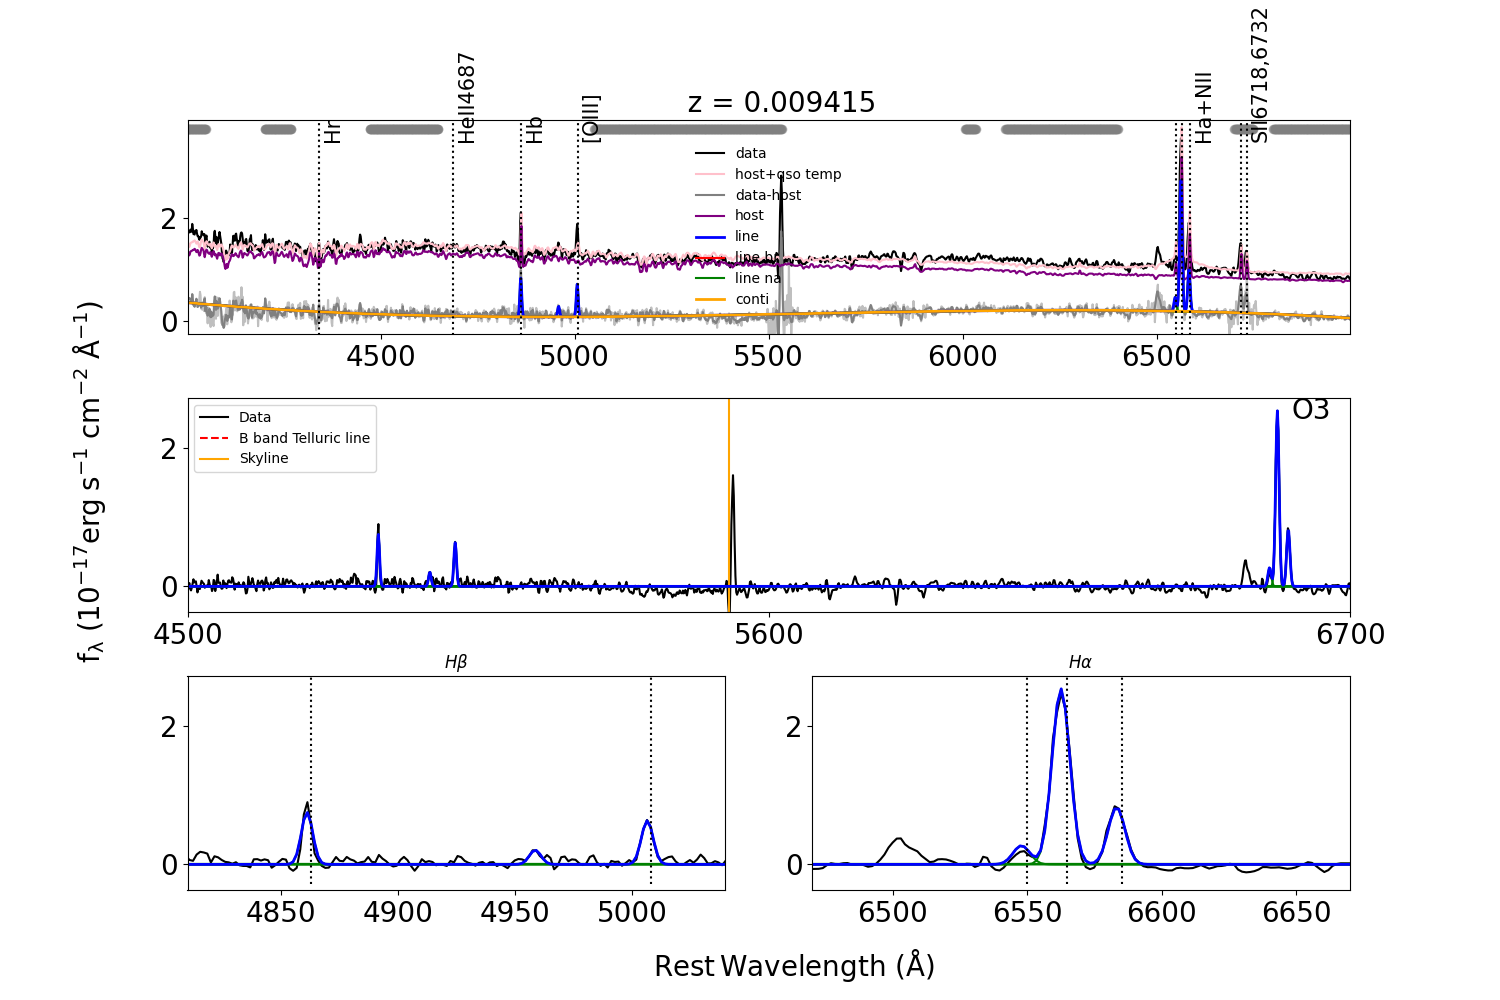 z = 0.009415
Hr
HeII4687
Hb
[OIII]
Ha+NII
SII6718,6732
data
host+qso temp
data-host
host
line
line br
line na
conti
2
0
4500
5000
5500
6000
6500
Data
B band Telluric line
Skyline
O3
2
0
4500
5600
6700
fλ (10⁻¹⁷erg s⁻¹ cm⁻² Å⁻¹)
Hβ
2
0
4850
4900
4950
5000
Hα
2
0
6500
6550
6600
6650
Rest Wavelength (Å)